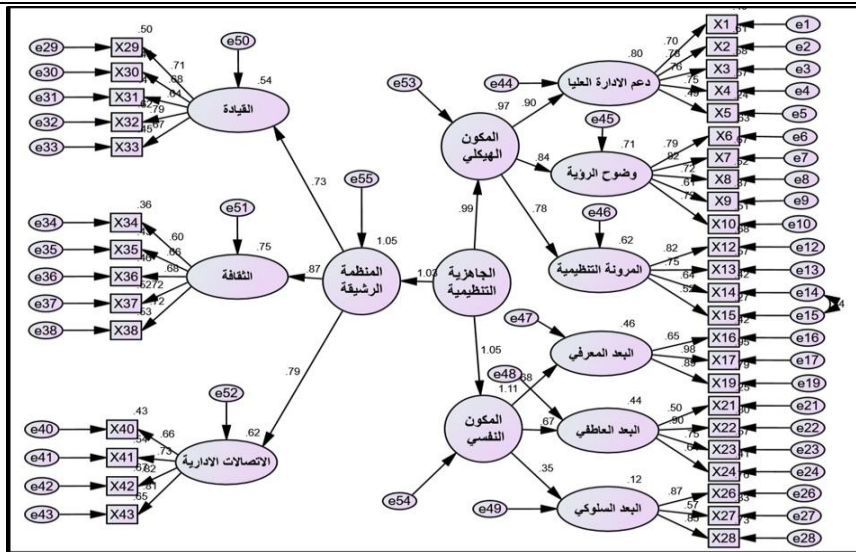 e29
X29
.50
.71
e30
X30
.68
e31
X31
.64
e32
X32
.79
e33
X33
.45
.67
e50
.54
القيادة
.73
e34
X34
.36
.60
e35
X35
.66
e36
X36
.68
e37
X37
.72
e38
X38
.53
e51
.75
الثقافة
.87
e40
X40
.43
.66
e41
X41
.73
e42
X42
.82
e43
X43
.65
.81
e52
.62
الاتصالات الادارية
.79
e55
1.05
المنظمة
الرشيقة
1.03
الجاهزية
التنظيمية
.99
1.05
e53
.97
المكون
الهيكلي
.90
.84
.78
e54
1.11
المكون
النفسي
.68
.67
.35
e44
.80
دعم الادارة العليا
.70
.78
.76
.75
X1
e1
X2
e2
X3
e3
X4
e4
X5
e5
e45
.71
وضوح الرؤية
.79
.82
.72
.61
X6
e6
X7
e7
X8
e8
X9
e9
X10
e10
e46
.62
المرونة التنظيمية
.82
.75
.64
.52
X12
e12
X13
e13
X14
e14
X15
e15
e47
.46
البعد المعرفي
.65
.98
.89
X16
e16
X17
e17
X19
e19
e48
.44
البعد العاطفي
.50
.90
.75
X21
e21
X22
e22
X23
e23
X24
e24
e49
.12
البعد السلوكي
.87
.57
X26
e26
X27
e27
X28
e28